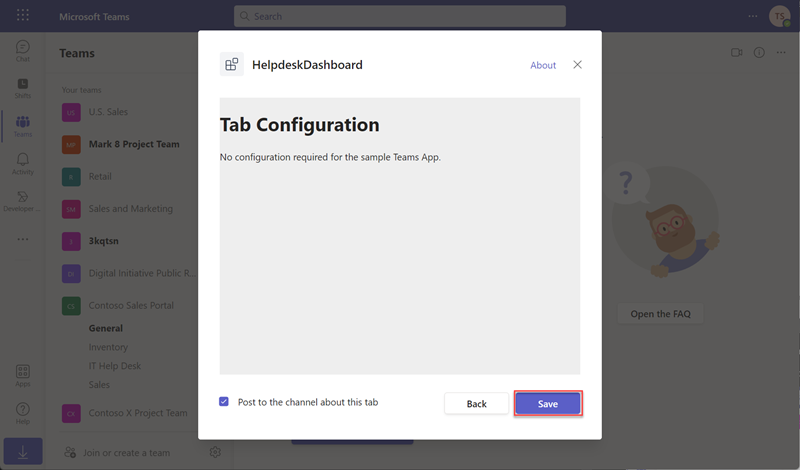 Microsoft Teams
Search
TS
Chat
Shifts
Teams
Activity
Developer ...
Apps
Help
Teams
Your teams
US U.S. Sales
MP Mark 8 Project Team
R Retail
SM Sales and Marketing
3 3kqtsn
Digital Initiative Public R...
CS Contoso Sales Portal
General
Inventory
IT Help Desk
Sales
CX Contoso X Project Team
Join or create a team
HelpdeskDashboard
About
Tab Configuration
No configuration required for the sample Teams App.
Post to the channel about this tab
Back
Save
?
Open the FAQ